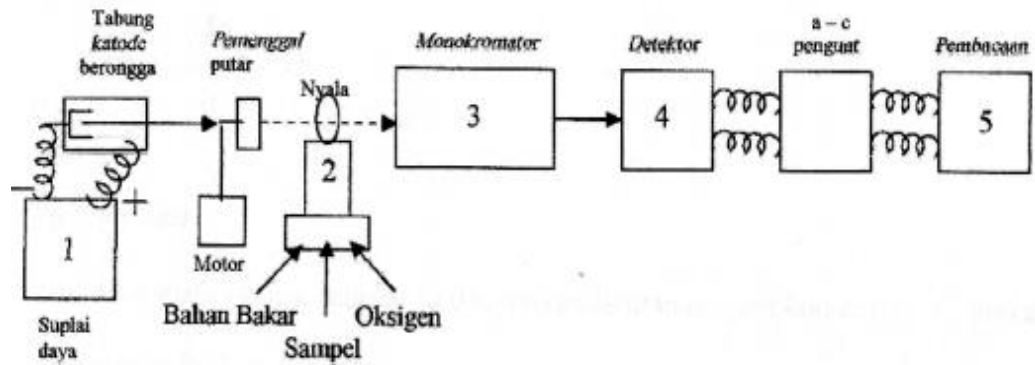 Tabung
katode
berongga
Pemenggal
putar
Nyala
Monokromator
Detektor
a – c
penguat
Pembacaan
3
4
5
2
–
+
1
Motor
Bahan Bakar
Oksigen
Sampel
Suplai
daya